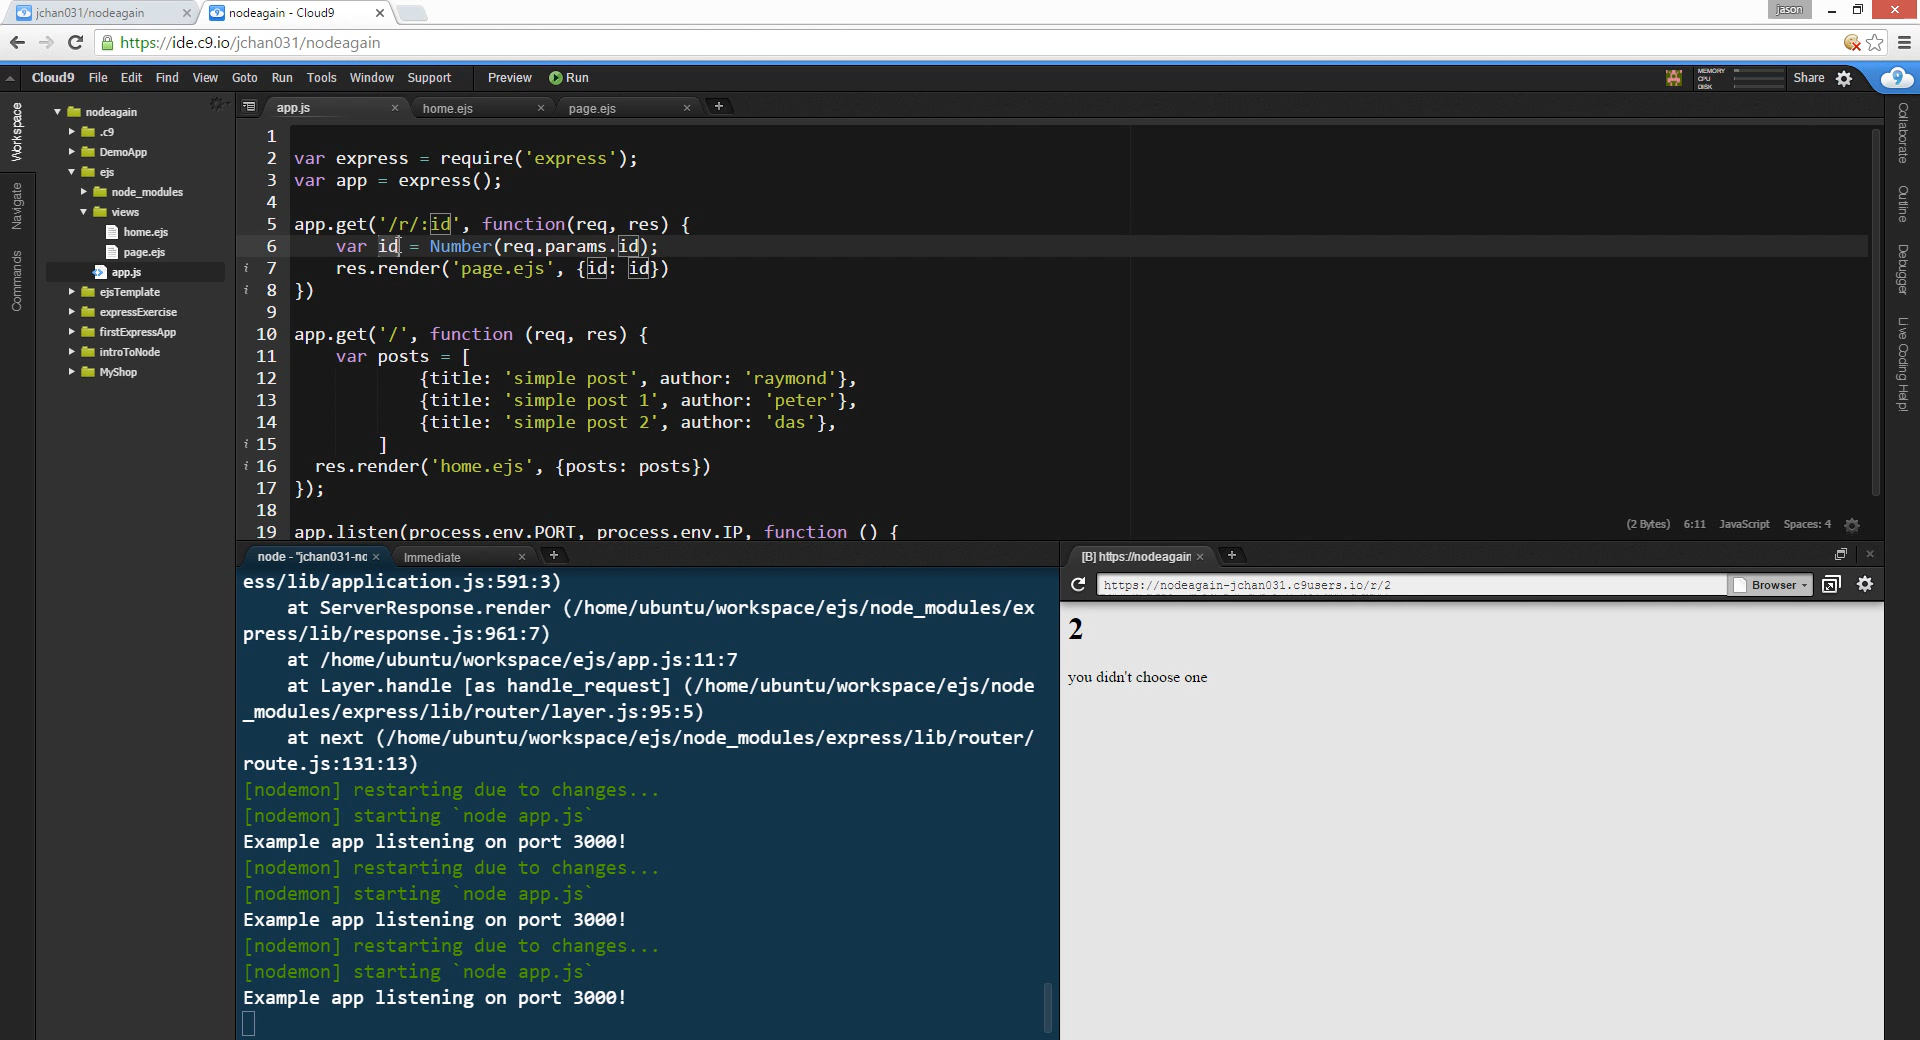 jchan031/nodeagain
nodeagain - Cloud9
jason
https://ide.c9.io/jchan031/nodeagain
Cloud9 File Edit Find View Goto Run Tools Window Support Preview Run
MEMORY
CPU
DISK
Share
Workspace
Navigate
Commands
nodeagain
.c9
DemoApp
ejs
node_modules
views
home.ejs
page.ejs
app.js
ejsTemplate
expressExercise
firstExpressApp
introToNode
MyShop
app.js home.ejs page.ejs
1
2 var express = require('express');
3 var app = express();
4
5 app.get('/r/:id', function(req, res) {
6 var id = Number(req.params.id);
7 res.render('page.ejs', {id: id})
8 })
9
10 app.get('/', function (req, res) {
11 var posts = [
12 {title: 'simple post', author: 'raymond'},
13 {title: 'simple post 1', author: 'peter'},
14 {title: 'simple post 2', author: 'das'},
15 ]
16 res.render('home.ejs', {posts: posts})
17 });
18
19 app.listen(process.env.PORT, process.env.IP, function () {
(2 Bytes) 6:11 JavaScript Spaces: 4
Collaborate
Outline
Debugger
Live Coding Help!
node - "jchan031-no
Immediate
ess/lib/application.js:591:3)
at ServerResponse.render (/home/ubuntu/workspace/ejs/node_modules/ex
press/lib/response.js:961:7)
at /home/ubuntu/workspace/ejs/app.js:11:7
at Layer.handle [as handle_request] (/home/ubuntu/workspace/ejs/node
_modules/express/lib/router/layer.js:95:5)
at next (/home/ubuntu/workspace/ejs/node_modules/express/lib/router/
route.js:131:13)
[nodemon] restarting due to changes...
[nodemon] starting `node app.js`
Example app listening on port 3000!
[nodemon] restarting due to changes...
[nodemon] starting `node app.js`
Example app listening on port 3000!
[nodemon] restarting due to changes...
[nodemon] starting `node app.js`
Example app listening on port 3000!
[B] https://nodeagain
https://nodeagain-jchan031.c9users.io/r/2
Browser
2
you didn't choose one